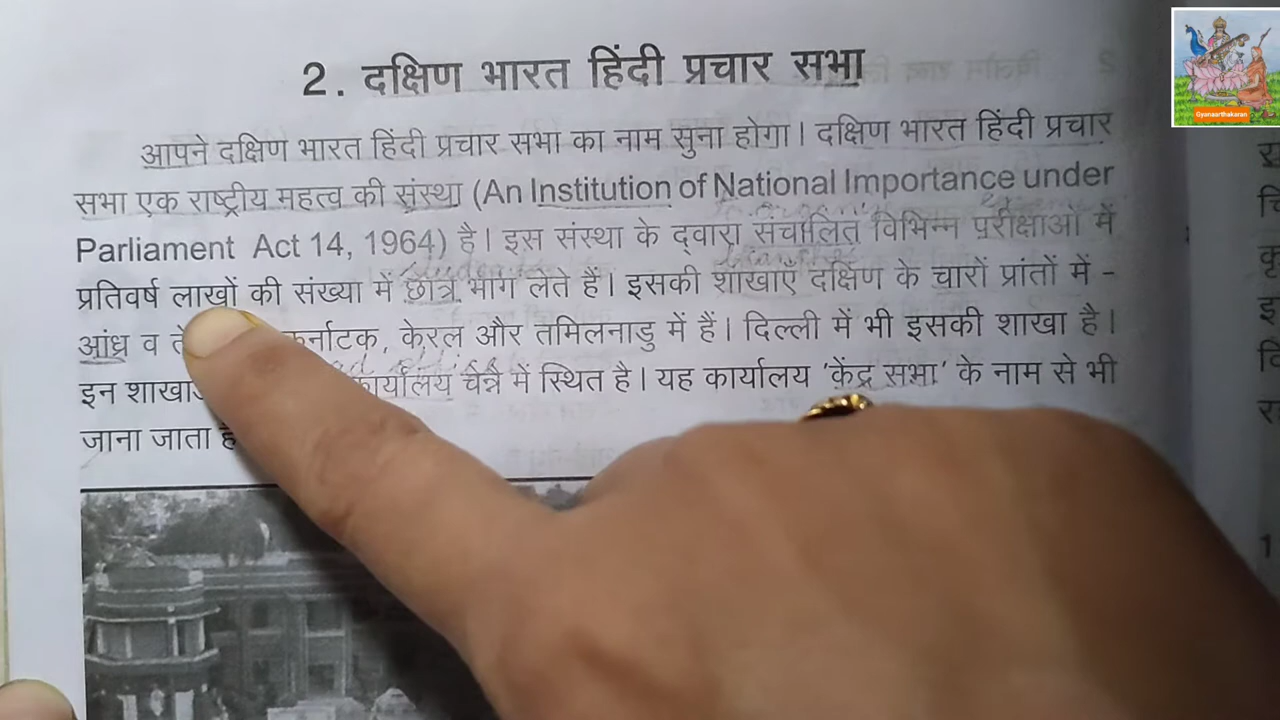 2. दक्षिण भारत हिंदी प्रचार सभा
आपने दक्षिण भारत हिंदी प्रचार सभा का नाम सुना होगा। दक्षिण भारत हिंदी प्रचार
सभा एक राष्ट्रीय महत्व की संस्था (An Institution of National Importance under
Parliament Act 14, 1964) है। इस संस्था के द्वारा संचालित विभिन्न परीक्षाओं में
प्रतिवर्ष लाखों की संख्या में छात्र भाग लेते हैं। इसकी शाखाएँ दक्षिण के चारों प्रांतों में -
आंध्र व कर्नाटक, केरल और तमिलनाडु में हैं। दिल्ली में भी इसकी शाखा है।
इन कार्यालय चेन्नै में स्थित है। यह कार्यालय 'केंद्र सभा' के नाम से भी
जाना जाता
Gyanaarthakaran